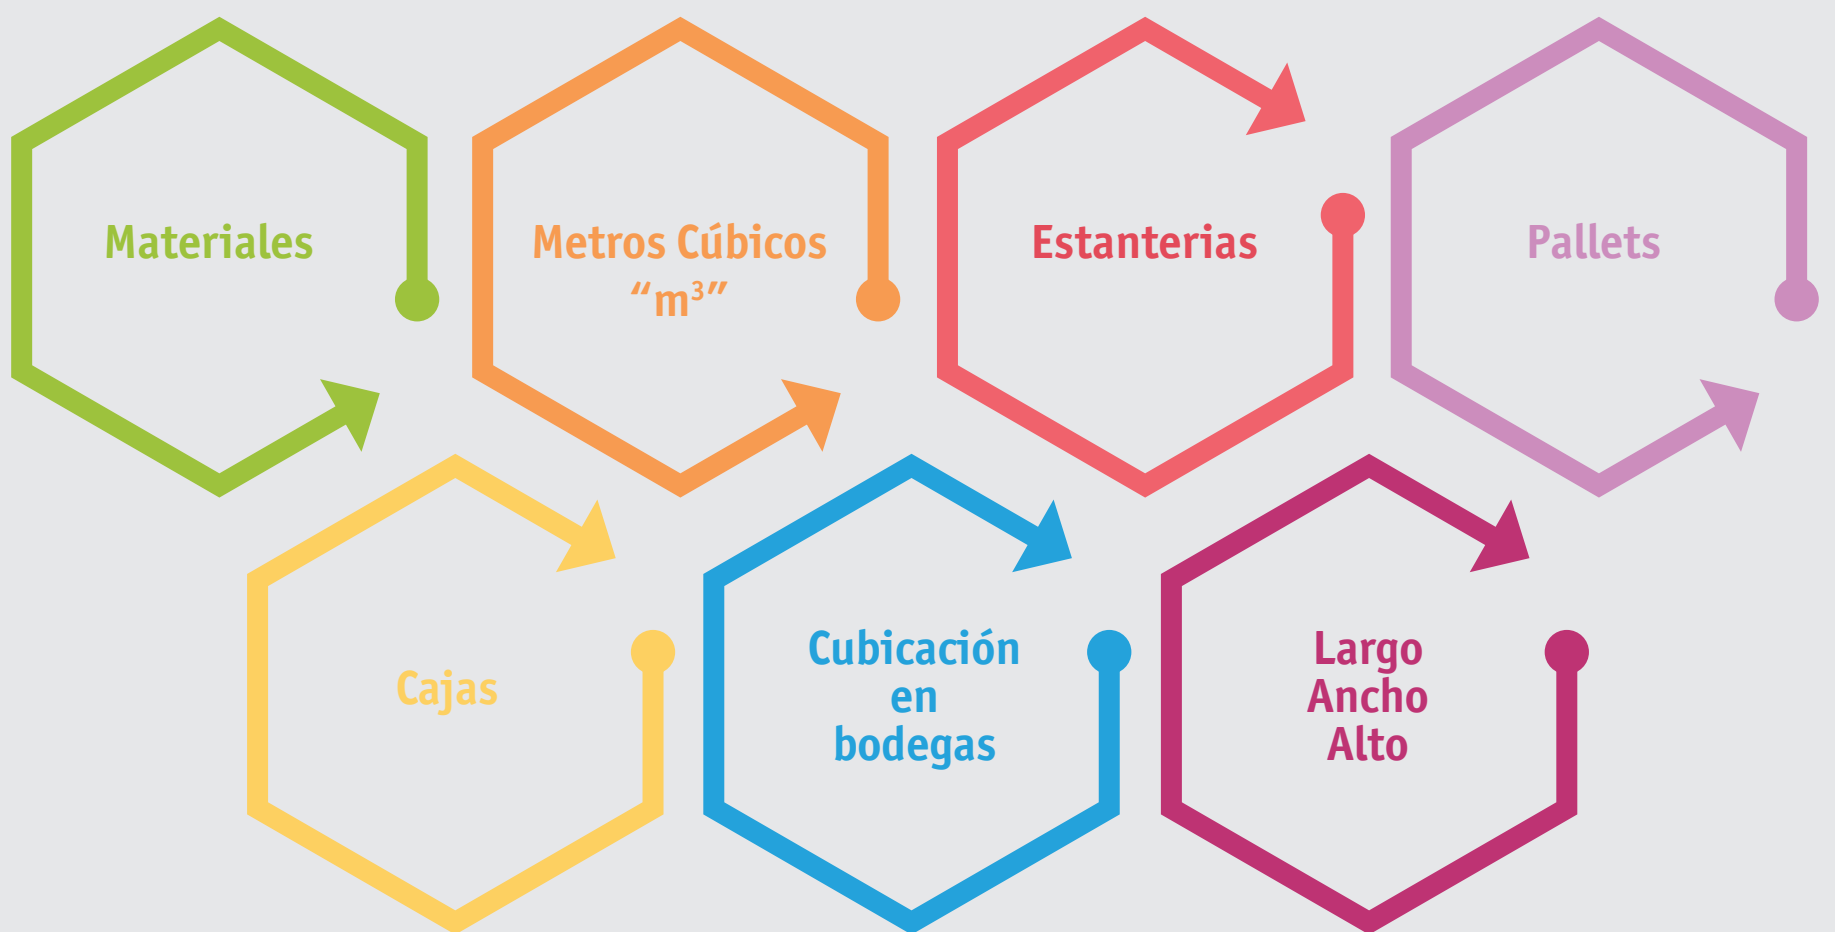 Materiales
Metros Cúbicos
“m³”
Estanterias
Pallets
Cajas
Cubicación
en
bodegas
Largo
Ancho
Alto